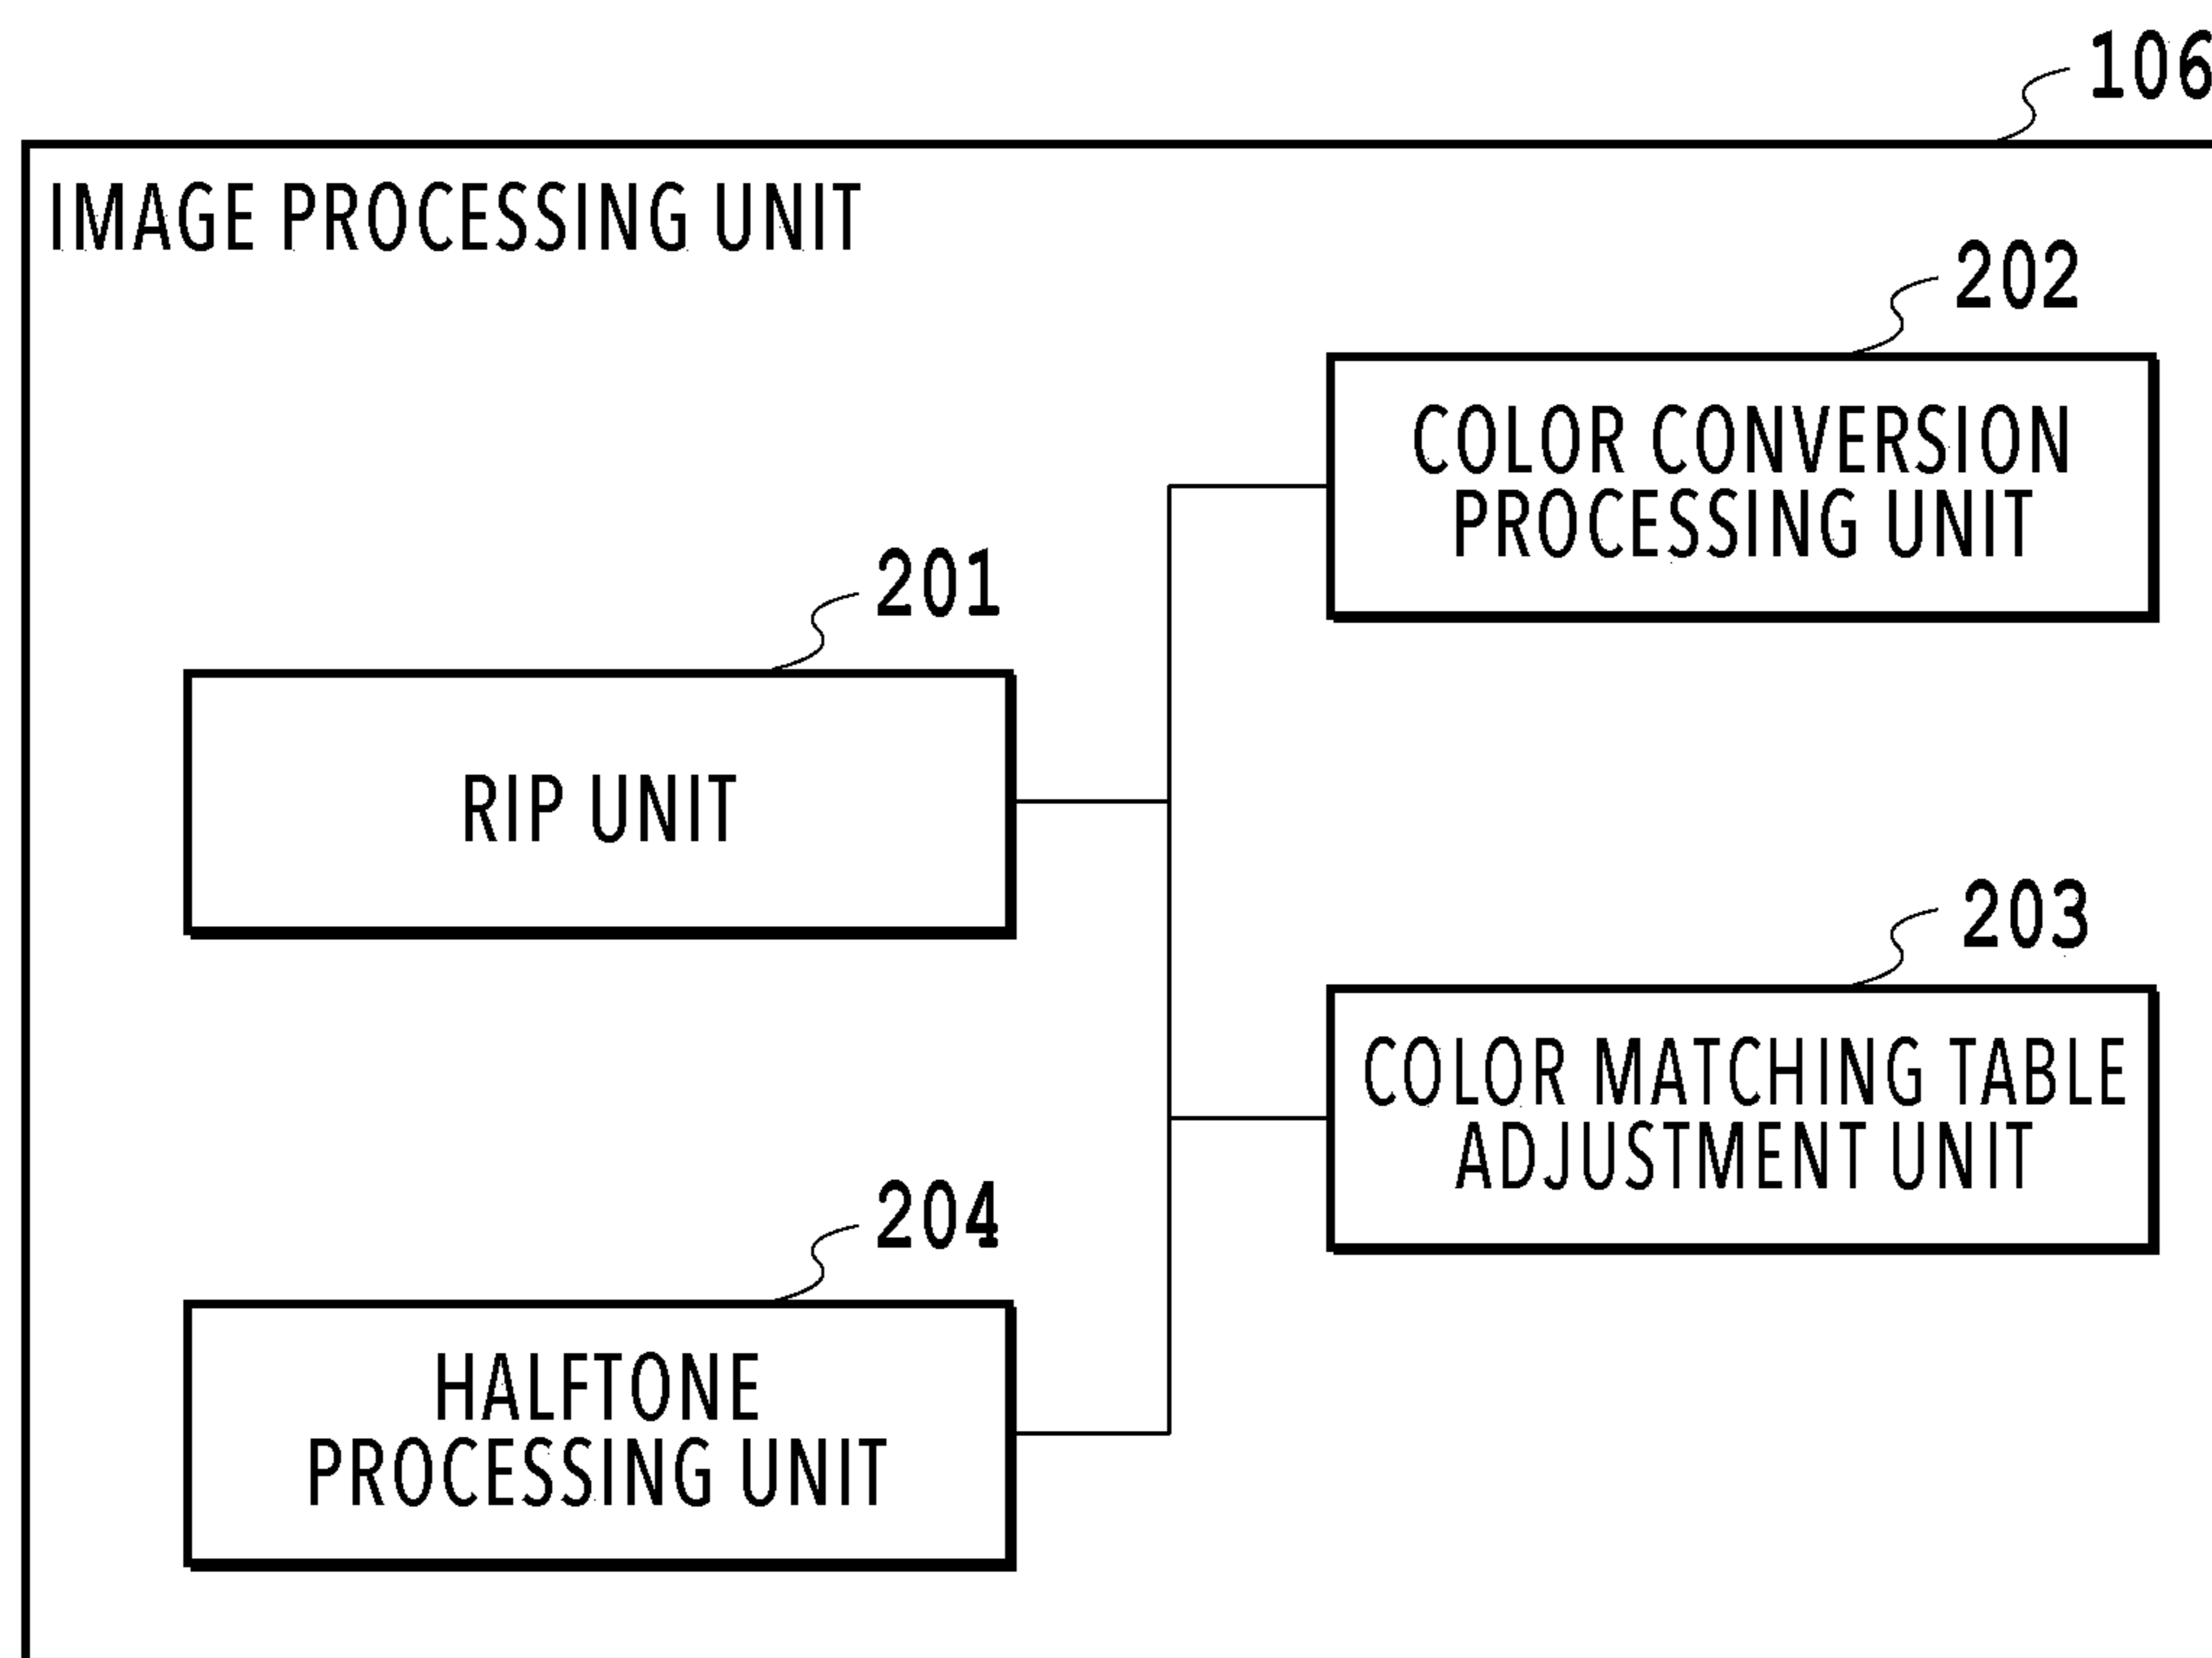 106
IMAGE PROCESSING UNIT
202
COLOR CONVERSION
PROCESSING UNIT
201
RIP UNIT
203
COLOR MATCHING TABLE
ADJUSTMENT UNIT
204
HALFTONE
PROCESSING UNIT